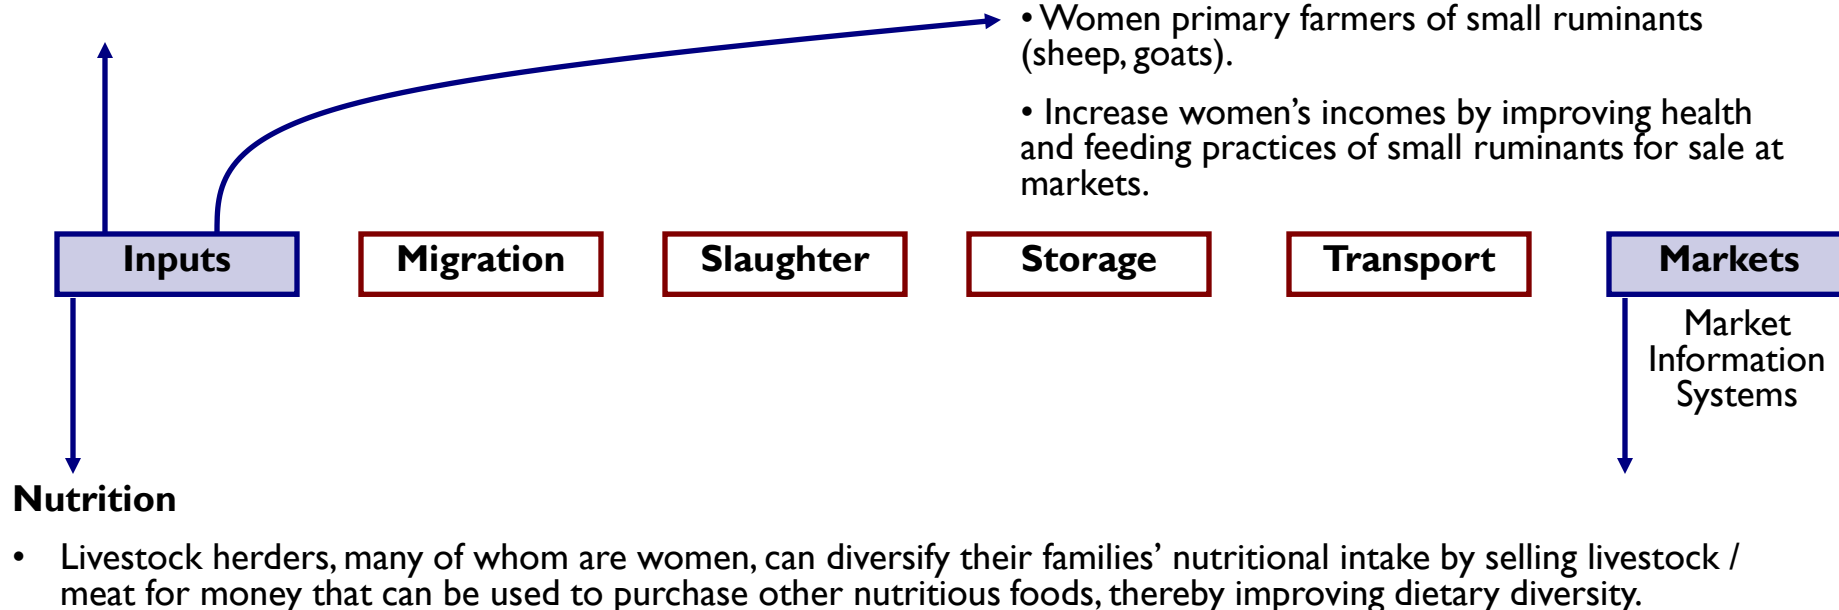 • Women primary farmers of small ruminants
(sheep, goats).
• Increase women’s incomes by improving health
and feeding practices of small ruminants for sale at
markets.
Inputs
Migration
Slaughter
Storage
Transport
Markets
Market
Information
Systems
Nutrition
• Livestock herders, many of whom are women, can diversify their families’ nutritional intake by selling livestock /
meat for money that can be used to purchase other nutritious foods, thereby improving dietary diversity.